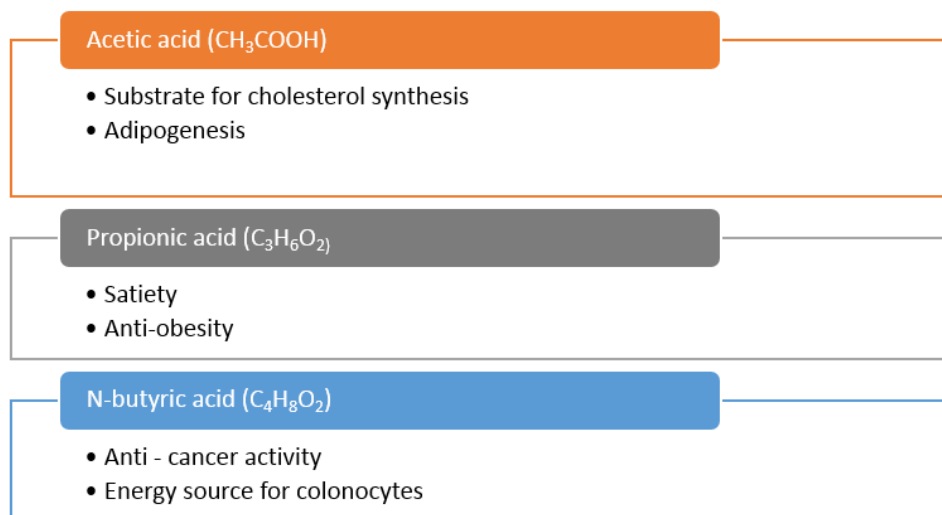 Acetic acid (CH₃COOH)
• Substrate for cholesterol synthesis
• Adipogenesis
Propionic acid (C₃H₆O₂₎
• Satiety
• Anti-obesity
N-butyric acid (C₄H₈O₂)
• Anti - cancer activity
• Energy source for colonocytes